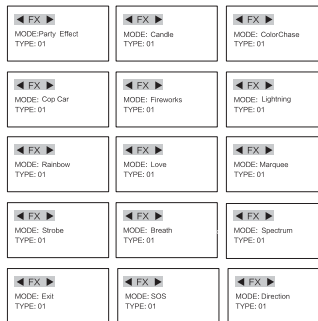 ◀ FX ▶
MODE:Party Effect
TYPE: 01
◀ FX ▶
MODE: Candle
TYPE: 01
◀ FX ▶
MODE: ColorChase
TYPE: 01
◀ FX ▶
MODE: Cop Car
TYPE: 01
◀ FX ▶
MODE: Fireworks
TYPE: 01
◀ FX ▶
MODE: Lightning
TYPE: 01
◀ FX ▶
MODE: Rainbow
TYPE: 01
◀ FX ▶
MODE: Love
TYPE: 01
◀ FX ▶
MODE: Marquee
TYPE: 01
◀ FX ▶
MODE: Strobe
TYPE: 01
◀ FX ▶
MODE: Breath
TYPE: 01
◀ FX ▶
MODE: Spectrum
TYPE: 01
◀ FX ▶
MODE: Exit
TYPE: 01
◀ FX ▶
MODE: SOS
TYPE: 01
◀ FX ▶
MODE: Direction
TYPE: 01